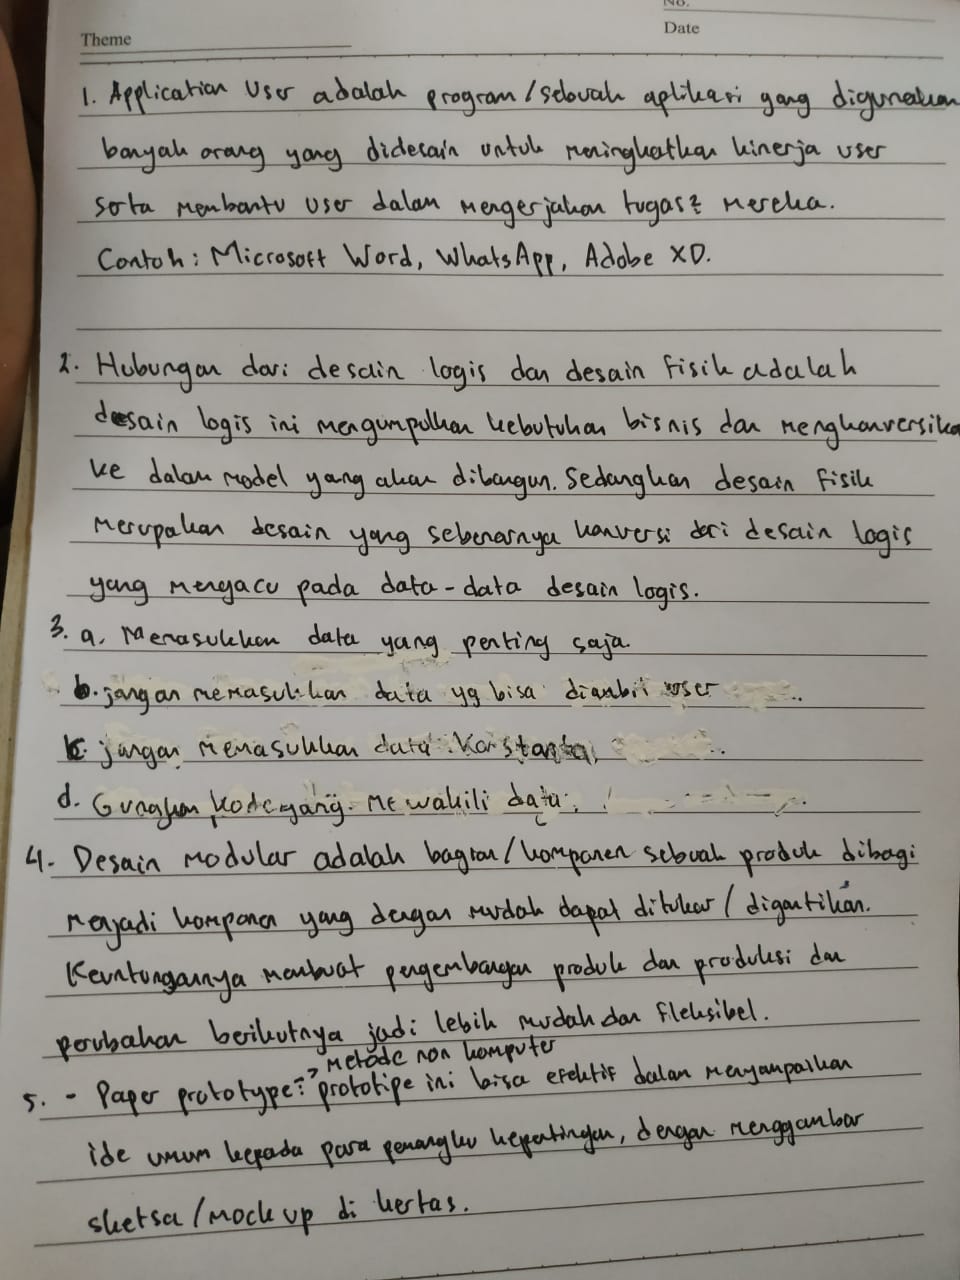 No.
Date
Theme
1. Application User adalah program/sebuah aplikasi yang digunakan
banyak orang yang didesain untuk meningkatkan kinerja user
serta membantu user dalam mengerjakan tugas2 mereka.
Contoh : Microsoft Word, WhatsApp, Adobe XD.
2. Hubungan dari desain logis dan desain fisik adalah
desain logis ini mengumpulkan kebutuhan bisnis dan mengkonversikan
ke dalam model yang akan dibangun. Sedangkan desain fisik
merupakan desain yang sebenarnya konversi dari desain logis
yang mengacu pada data-data desain logis.
3. a. Memasukkan data yang penting saja.
b. jangan memasukkan data yg bisa diambil user
c. jangan memasukkan data konstanta,
d. Gunakan kode yang mewakili data,
4. Desain modular adalah bagian/komponen sebuah produk dibagi
menjadi komponen yang dengan mudah dapat ditukar/digantikan.
Keuntungannya membuat pengembangan produk dan produksi dan
perubahan berikutnya jadi lebih mudah dan fleksibel.
→ metode non komputer
5. - Paper prototype : prototipe ini bisa efektif dalam menyampaikan
ide umum kepada para pemangku kepentingan, dengan menggambar
sketsa/mock up di kertas.